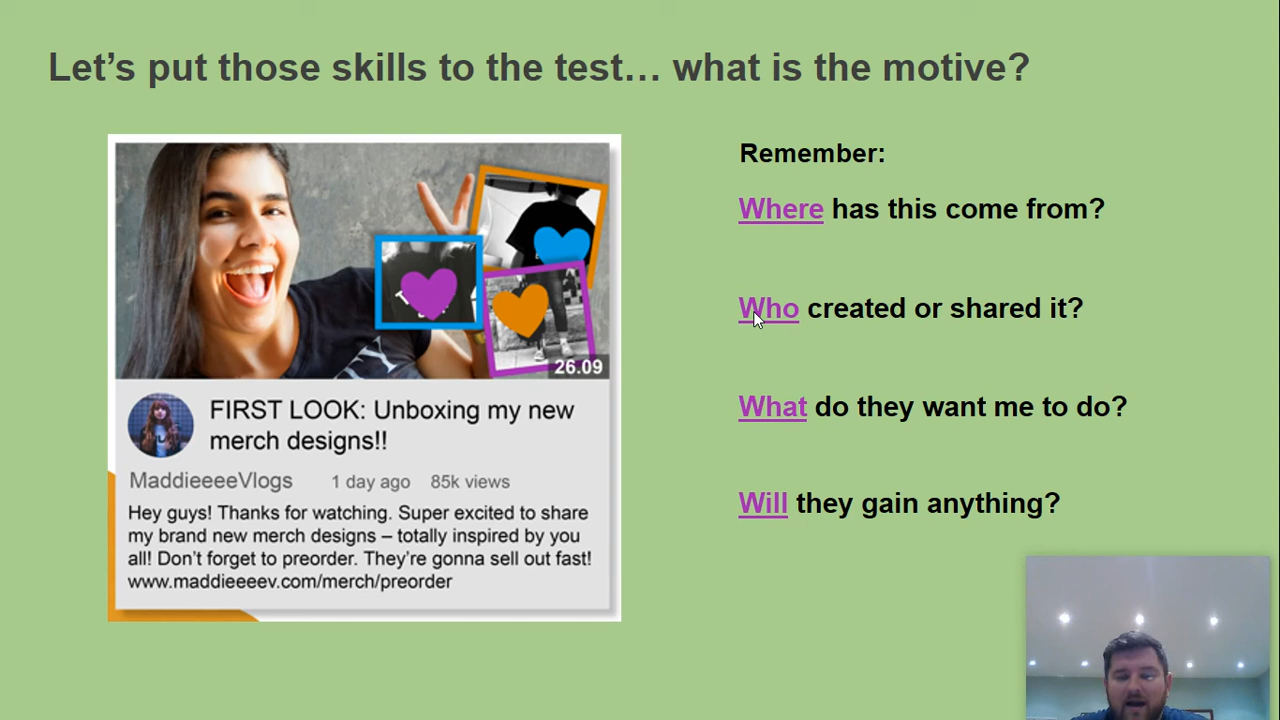 Let's put those skills to the test… what is the motive?
26.09
FIRST LOOK: Unboxing my new
merch designs!!
MaddieeeeVlogs 1 day ago 85k views
Hey guys! Thanks for watching. Super excited to share
my brand new merch designs – totally inspired by you
all! Don't forget to preorder. They're gonna sell out fast!
www.maddieeeev.com/merch/preorder
Remember:
Where has this come from?
Who created or shared it?
What do they want me to do?
Will they gain anything?